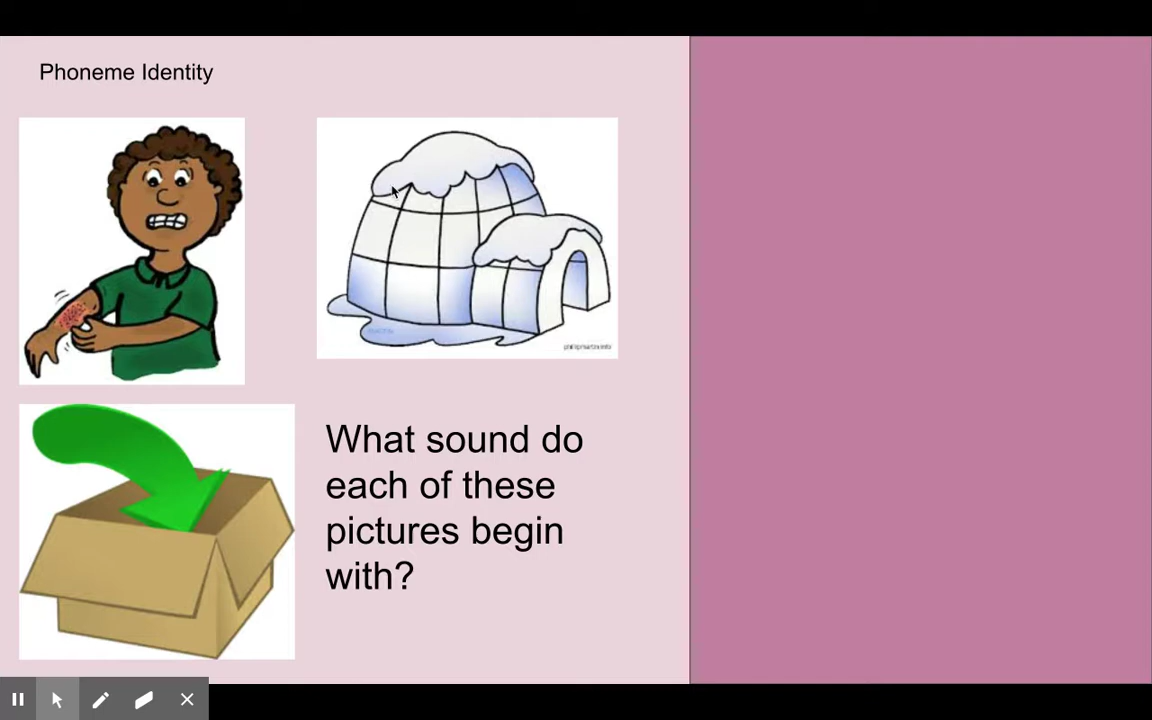 Phoneme Identity
What sound do
each of these
pictures begin
with?